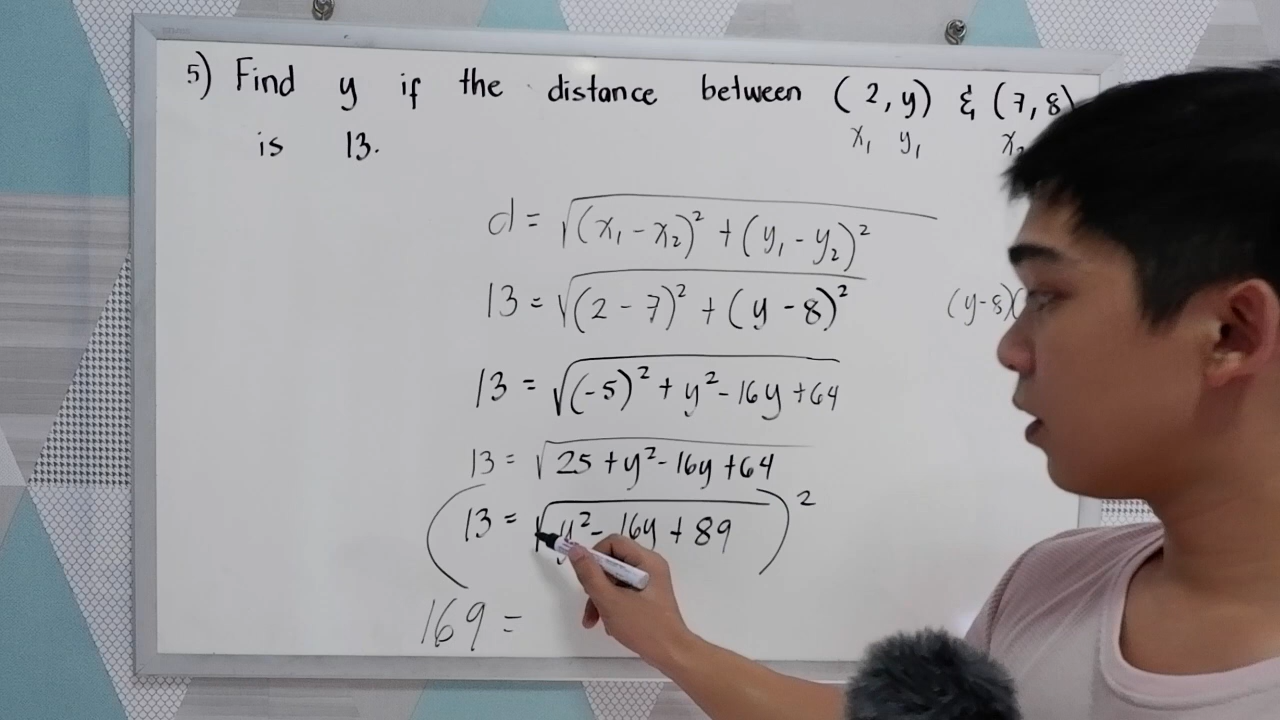 5) Find y if the distance between (2, y) & (7, 8)
is 13.
x₁ y₁ x₂
d = √(x₁ - x₂)² + (y₁ - y₂)²
13 = √(2 - 7)² + (y - 8)²
(y-8)(
13 = √(-5)² + y² - 16y + 64
13 = √25 + y² - 16y + 64
(13 = √y² - 16y + 89)²
169 =